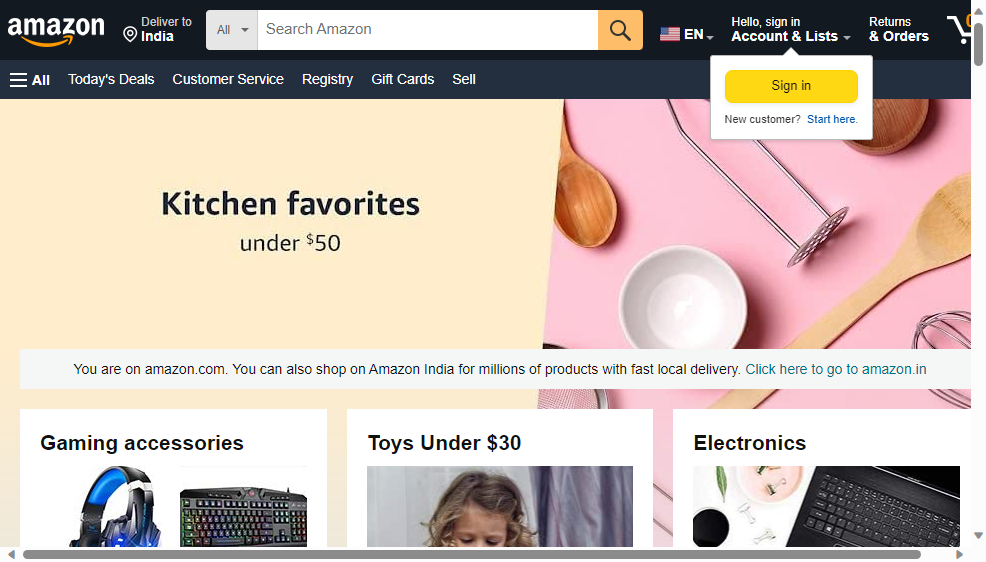 amazon
Deliver to
India
All
Search Amazon
EN
Hello, sign in
Account & Lists
Returns
& Orders
0
All
Today's Deals
Customer Service
Registry
Gift Cards
Sell
Sign in
New customer? Start here.
Kitchen favorites
under $50
You are on amazon.com. You can also shop on Amazon India for millions of products with fast local delivery. Click here to go to amazon.in
Gaming accessories
Toys Under $30
Electronics